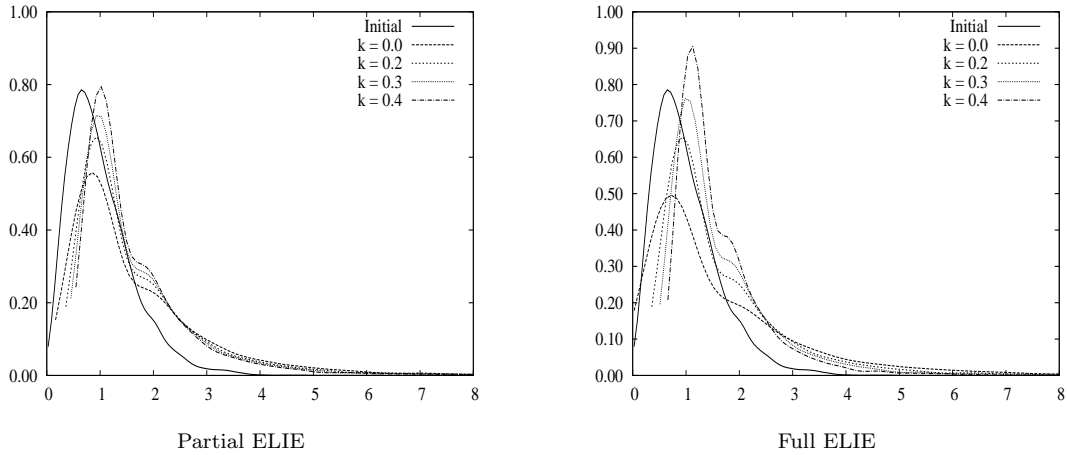 1.00
0.80
0.60
0.40
0.20
0.00
0 1 2 3 4 5 6 7 8
Initial
k = 0.0
k = 0.2
k = 0.3
k = 0.4
Partial ELIE
1.00
0.90
0.80
0.70
0.60
0.50
0.40
0.30
0.20
0.10
0.00
0 1 2 3 4 5 6 7 8
Initial
k = 0.0
k = 0.2
k = 0.3
k = 0.4
Full ELIE